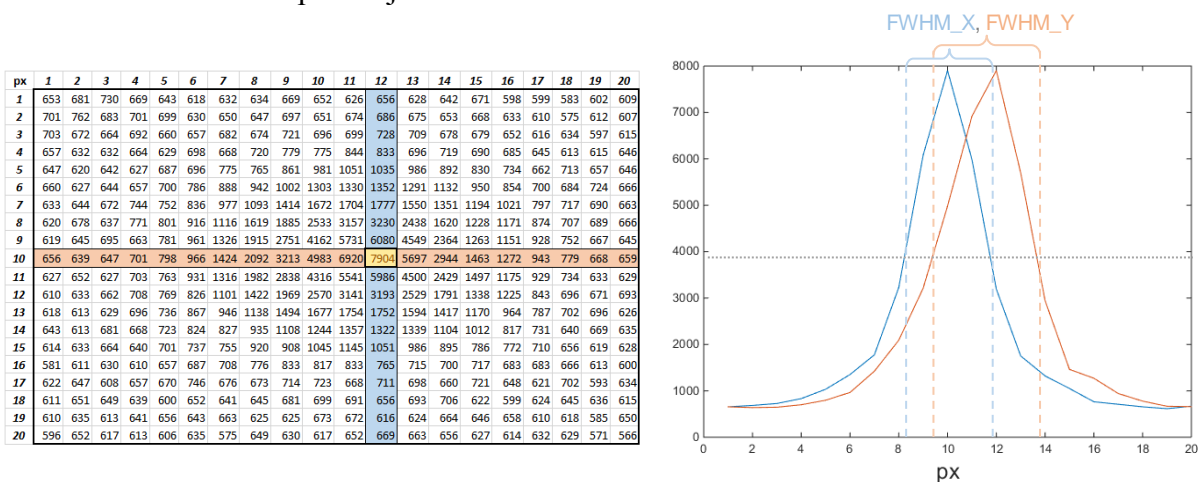 px 1 2 3 4 5 6 7 8 9 10 11 12 13 14 15 16 17 18 19 20
1 653 681 730 669 643 618 632 634 669 652 626 656 628 642 671 598 599 583 602 609
2 701 762 683 701 699 630 650 647 697 651 674 686 675 653 668 633 610 575 612 607
3 703 672 664 692 660 657 682 674 721 696 699 728 709 678 679 652 616 634 597 615
4 657 632 632 664 629 698 668 720 779 775 844 833 696 719 690 685 645 613 615 646
5 647 620 642 627 687 696 775 765 861 981 1051 1035 986 892 830 734 662 713 657 646
6 660 627 644 657 700 786 888 942 1002 1303 1330 1352 1291 1132 950 854 700 684 724 666
7 633 644 672 744 752 836 977 1093 1414 1672 1704 1777 1550 1351 1194 1021 797 717 690 663
8 620 678 637 771 801 916 1116 1619 1885 2533 3157 3230 2438 1620 1228 1171 874 707 689 666
9 619 645 695 663 781 961 1326 1915 2751 4162 5731 6080 4549 2364 1263 1151 928 752 667 645
10 656 639 647 701 798 966 1424 2092 3213 4983 6920 7904 5697 2944 1463 1272 943 779 668 659
11 627 652 627 703 763 931 1316 1982 2838 4316 5541 5986 4500 2429 1497 1175 929 734 633 629
12 610 633 662 708 769 826 1101 1422 1969 2570 3141 3193 2529 1791 1338 1225 843 696 671 693
13 618 613 629 696 736 867 946 1138 1494 1677 1754 1752 1594 1417 1170 964 787 702 696 626
14 643 613 681 668 723 824 827 935 1108 1244 1357 1322 1339 1104 1012 817 731 640 669 635
15 614 633 664 640 701 737 755 920 908 1045 1145 1051 986 895 786 772 710 656 619 628
16 581 611 630 610 657 687 708 776 833 817 833 765 715 700 717 683 683 666 613 600
17 622 647 608 657 670 746 676 673 714 723 668 711 698 660 721 648 621 702 593 634
18 611 651 649 639 600 652 641 645 681 699 691 656 693 706 622 599 624 645 636 615
19 610 635 613 641 656 643 663 625 625 673 672 616 624 664 646 658 610 618 585 650
20 596 652 617 613 606 635 575 649 630 617 652 669 663 656 627 614 632 629 571 566
FWHM_X, FWHM_Y
8000
7000
6000
5000
4000
3000
2000
1000
0
0 2 4 6 8 10 12 14 16 18 20
px